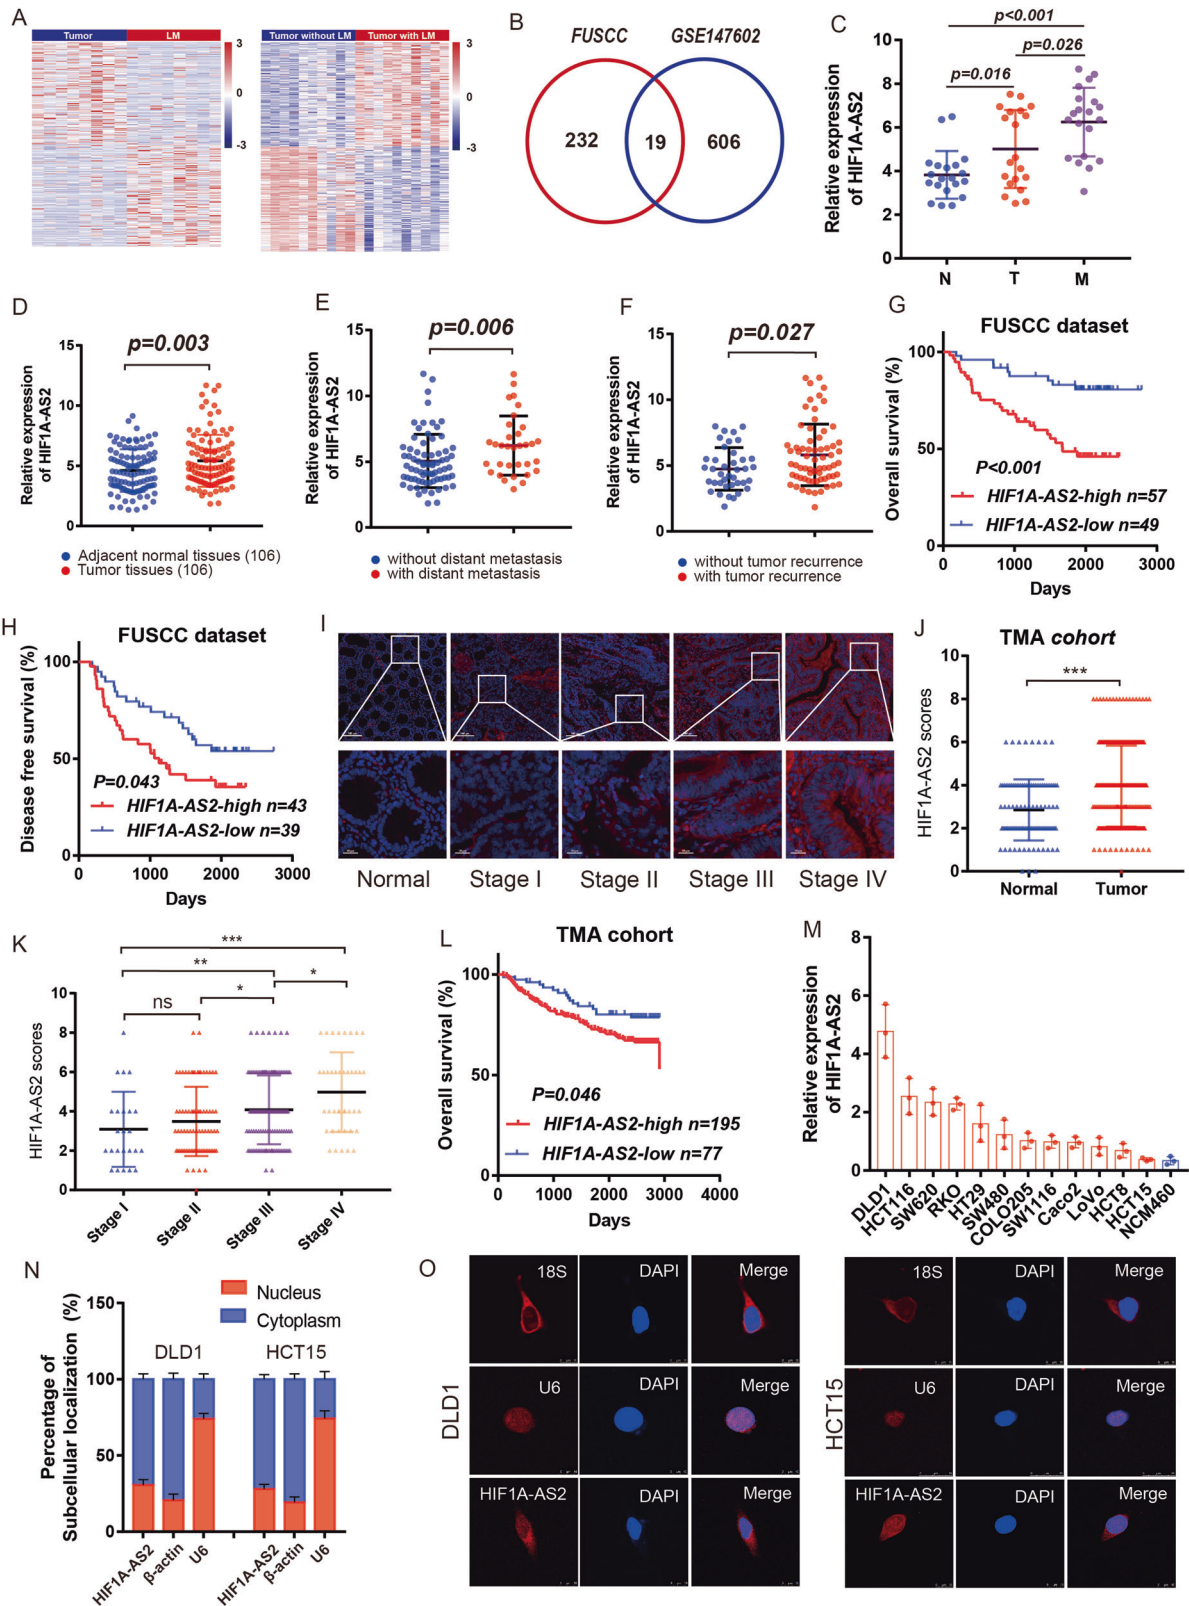 A
Tumor LM
3
0
-3
Tumor without LM Tumor with LM
3
0
-3
B
FUSCC GSE147602
232 19 606
C
p<0.001
p=0.026
p=0.016
Relative expression
of HIF1A-AS2
10
8
6
4
2
0
N T M
D
p=0.003
Relative expression
of HIF1A-AS2
15
10
5
0
Adjacent normal tissues (106)
Tumor tissues (106)
E
p=0.006
Relative expression
of HIF1A-AS2
15
10
5
0
without distant metastasis
with distant metastasis
F
p=0.027
Relative expression
of HIF1A-AS2
15
10
5
0
without tumor recurrence
with tumor recurrence
G
FUSCC dataset
Overall survival (%)
100
50
0
P<0.001
HIF1A-AS2-high n=57
HIF1A-AS2-low n=49
0 1000 2000 3000
Days
H
FUSCC dataset
Disease free survival (%)
100
50
0
P=0.043
HIF1A-AS2-high n=43
HIF1A-AS2-low n=39
0 1000 2000 3000
Days
I
Normal Stage I Stage II Stage III Stage IV
J
TMA cohort
***
HIF1A-AS2 scores
10
8
6
4
2
0
Normal Tumor
K
***
**
*
ns
*
HIF1A-AS2 scores
10
8
6
4
2
0
Stage I Stage II Stage III Stage IV
L
TMA cohort
Overall survival (%)
100
50
0
P=0.046
HIF1A-AS2-high n=195
HIF1A-AS2-low n=77
0 1000 2000 3000 4000
Days
M
Relative expression
of HIF1A-AS2
8
6
4
2
0
DLD1 HCT116 SW620 RKO HT29 SW480 COLO205 SW1116 Caco2 LoVo HCT8 HCT15 NCM460
N
Nucleus
Cytoplasm
Percentage of
Subcellular localization (%)
150
100
50
0
DLD1 HCT15
HIF1A-AS2 β-actin U6 HIF1A-AS2 β-actin U6
O
DLD1
18S DAPI Merge
U6 DAPI Merge
HIF1A-AS2 DAPI Merge
HCT15
18S DAPI Merge
U6 DAPI Merge
HIF1A-AS2 DAPI Merge